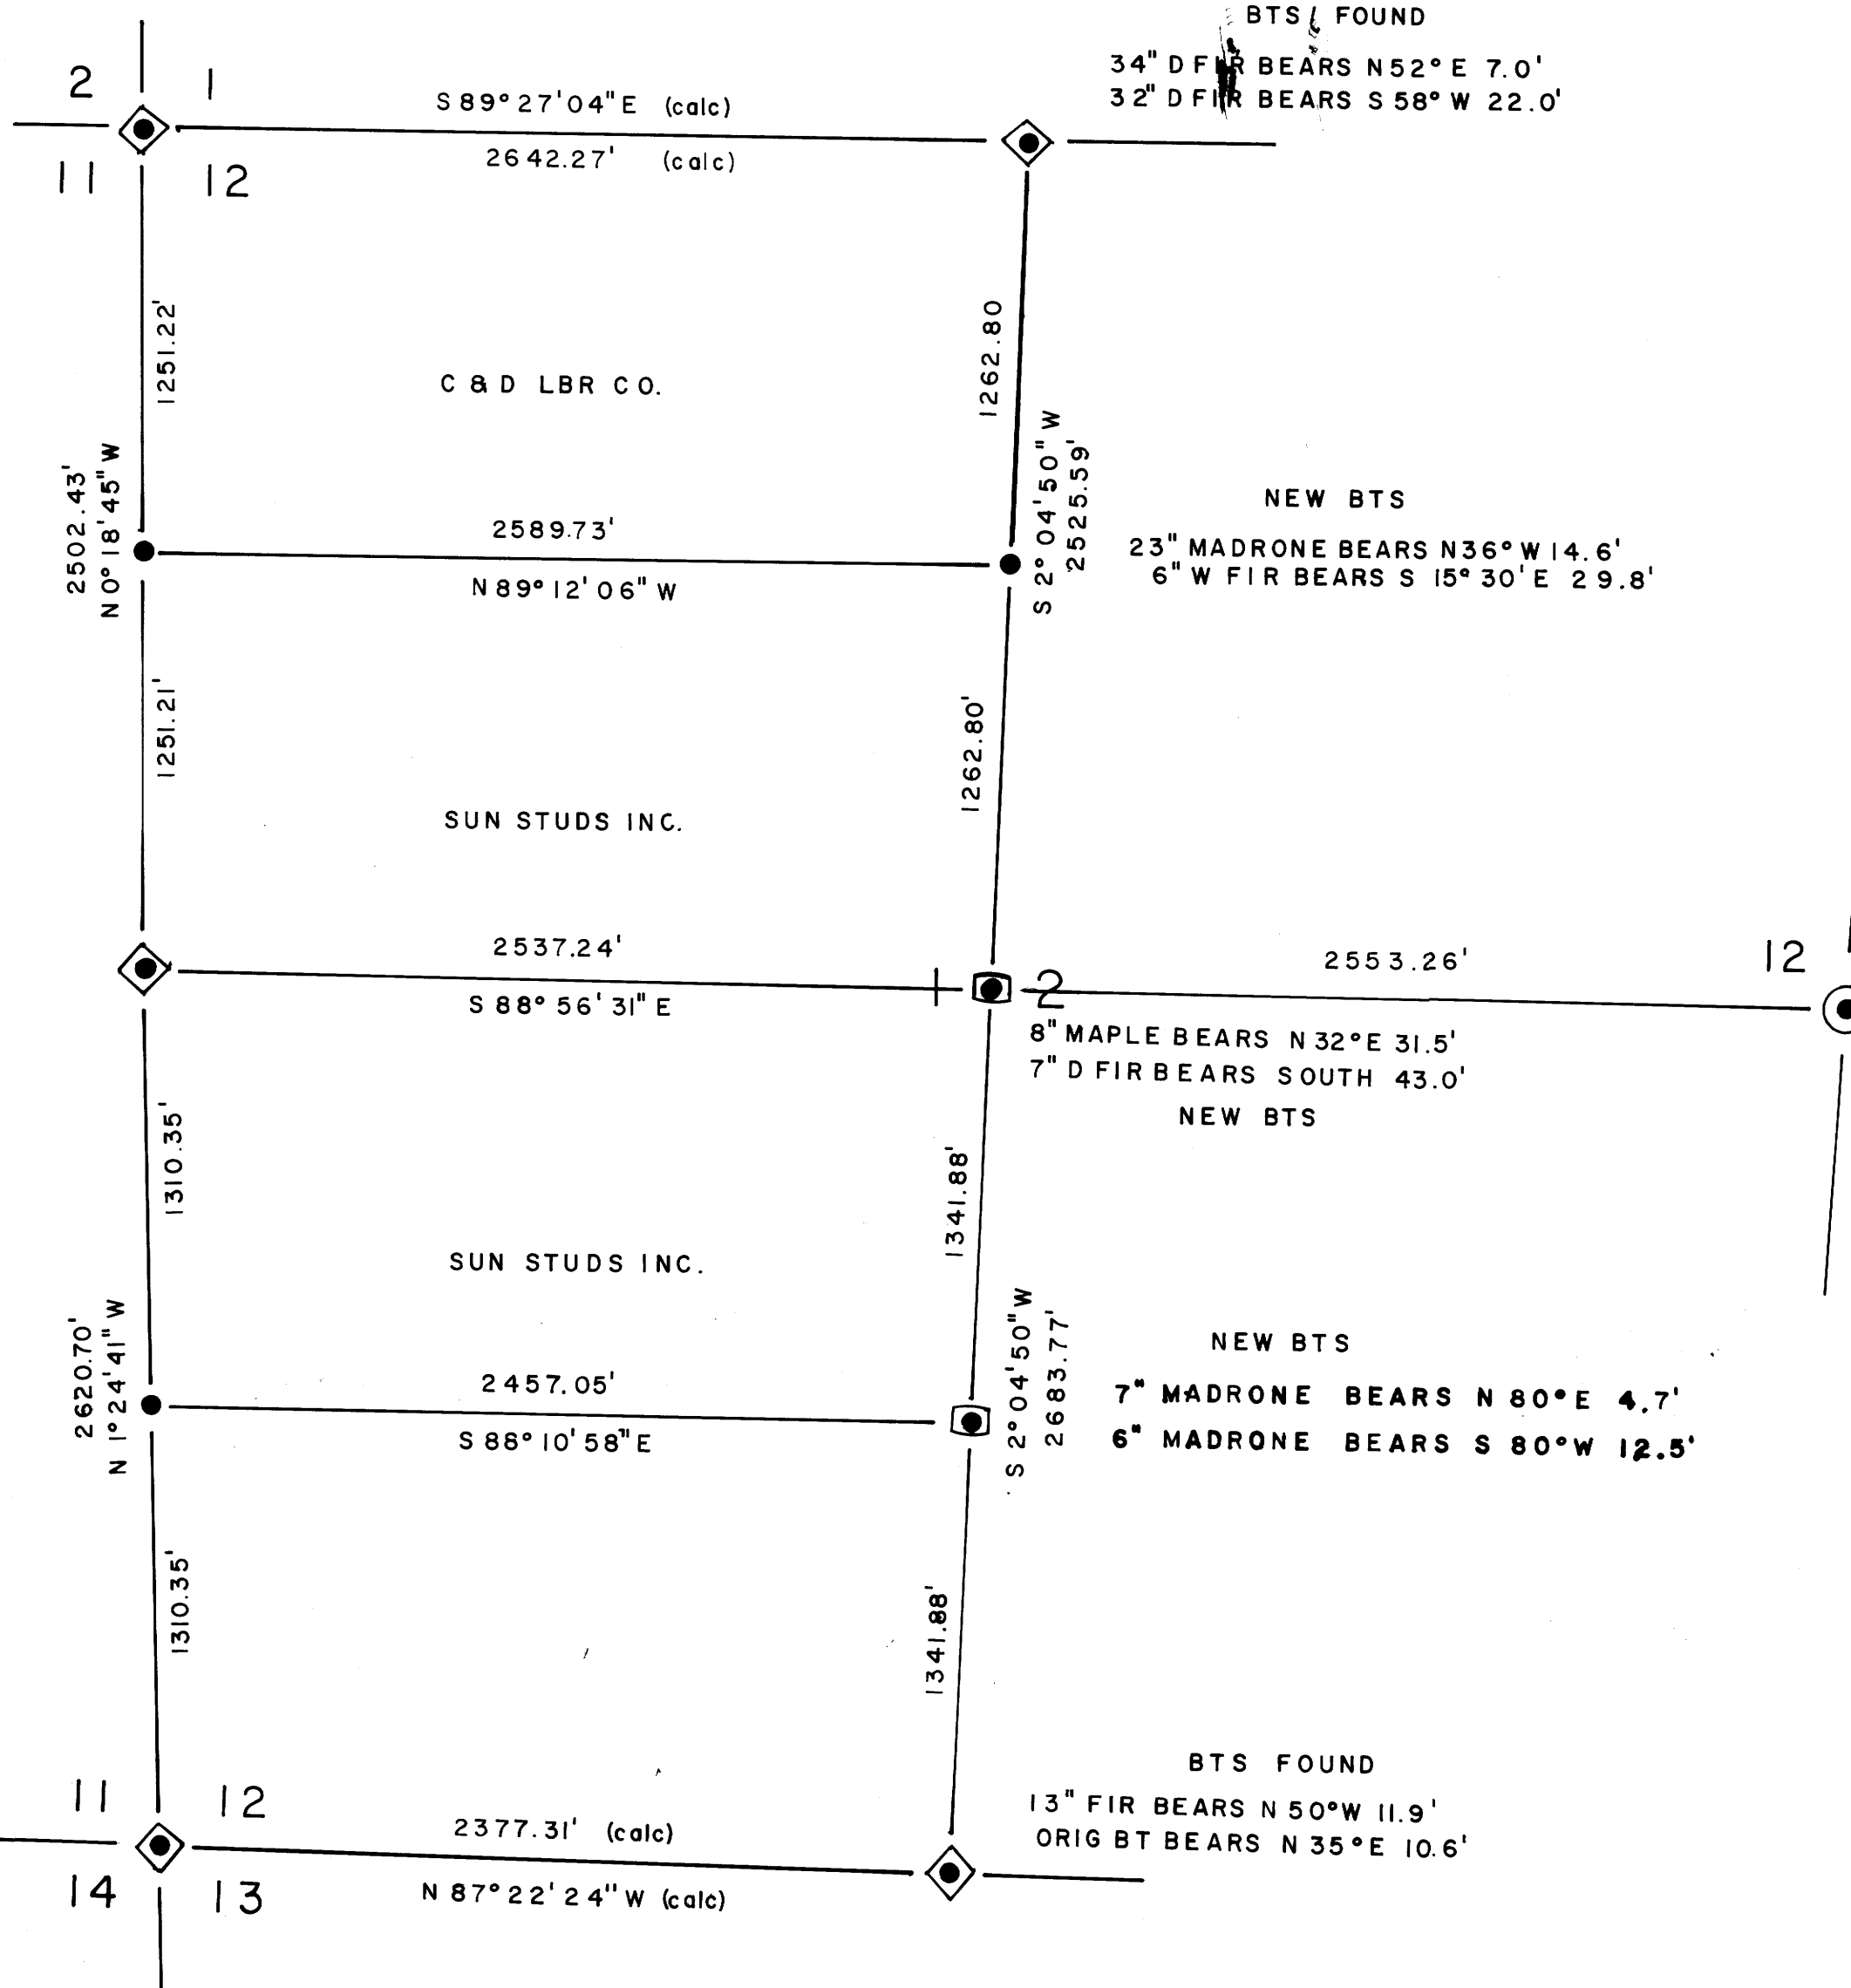 BTS FOUND
34" D FIR BEARS N 52° E 7.0'
32" D FIR BEARS S 58° W 22.0'
2 1
S 89° 27' 04" E (calc)
2642.27' (calc)
11 12
1251.22'
1262.80
C & D LBR CO.
2502.43'
N 0° 18' 45" W
S 2° 04' 50" W
2525.59'
NEW BTS
23" MADRONE BEARS N 36° W 14.6'
6" W FIR BEARS S 15° 30' E 29.8'
2589.73'
N 89° 12' 06" W
1251.21'
1262.80'
SUN STUDS INC.
2537.24'
S 88° 56' 31" E
12
2553.26'
12
8" MAPLE BEARS N 32° E 31.5'
7" D FIR BEARS SOUTH 43.0'
NEW BTS
1310.35'
1341.88'
SUN STUDS INC.
2620.70'
N 1° 24' 41" W
S 2° 04' 50" W
2683.77'
NEW BTS
7" MADRONE BEARS N 80° E 4.7'
6" MADRONE BEARS S 80° W 12.5'
2457.05'
S 88° 10' 58" E
1310.35'
1341.88'
BTS FOUND
13" FIR BEARS N 50° W 11.9'
ORIG BT BEARS N 35° E 10.6'
11 12
2377.31' (calc)
14 13
N 87° 22' 24" W (calc)